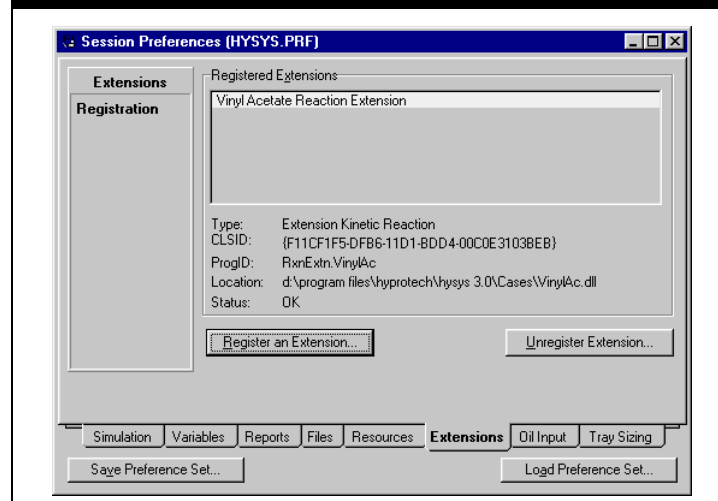 Session Preferences (HYSYS.PRF)
Extensions
Registration
Registered Extensions
Vinyl Acetate Reaction Extension
Type: Extension Kinetic Reaction
CLSID: {F11CF1F5-DFB6-11D1-BDD4-00C0E3103BEB}
ProgID: RxnExtn.VinylAc
Location: d:\program files\hyprotech\hysys 3.0\Cases\VinylAc.dll
Status: OK
Register an Extension... Unregister Extension...
Simulation Variables Reports Files Resources Extensions Oil Input Tray Sizing
Save Preference Set... Load Preference Set...